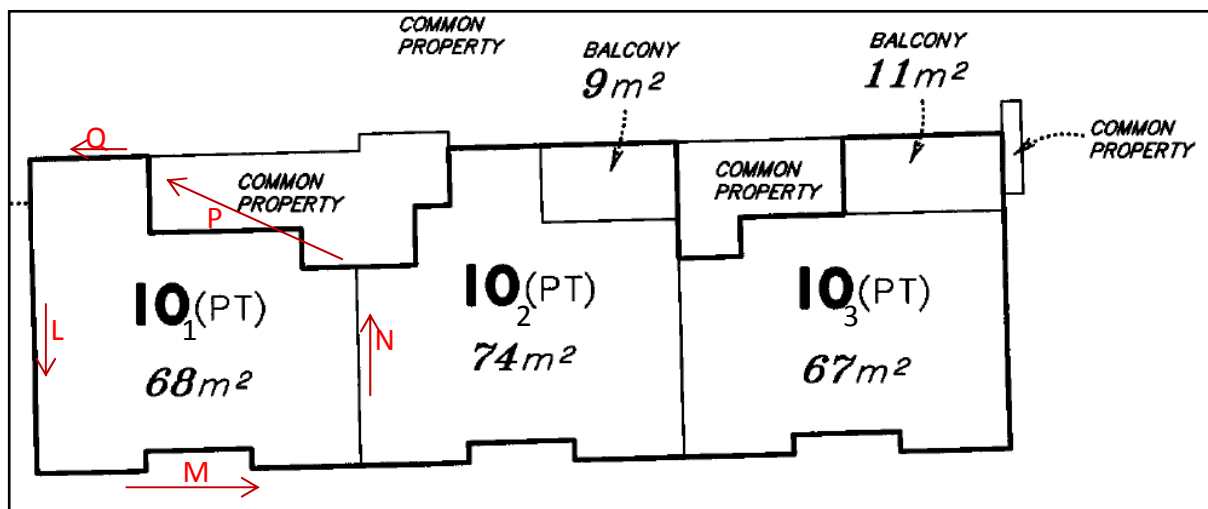 COMMON
PROPERTY
BALCONY
9m²
BALCONY
11m²
COMMON
PROPERTY
Q
COMMON
PROPERTY
COMMON
PROPERTY
P
10₁(PT)
10₂(PT)
10₃(PT)
L
N
68m²
74m²
67m²
M